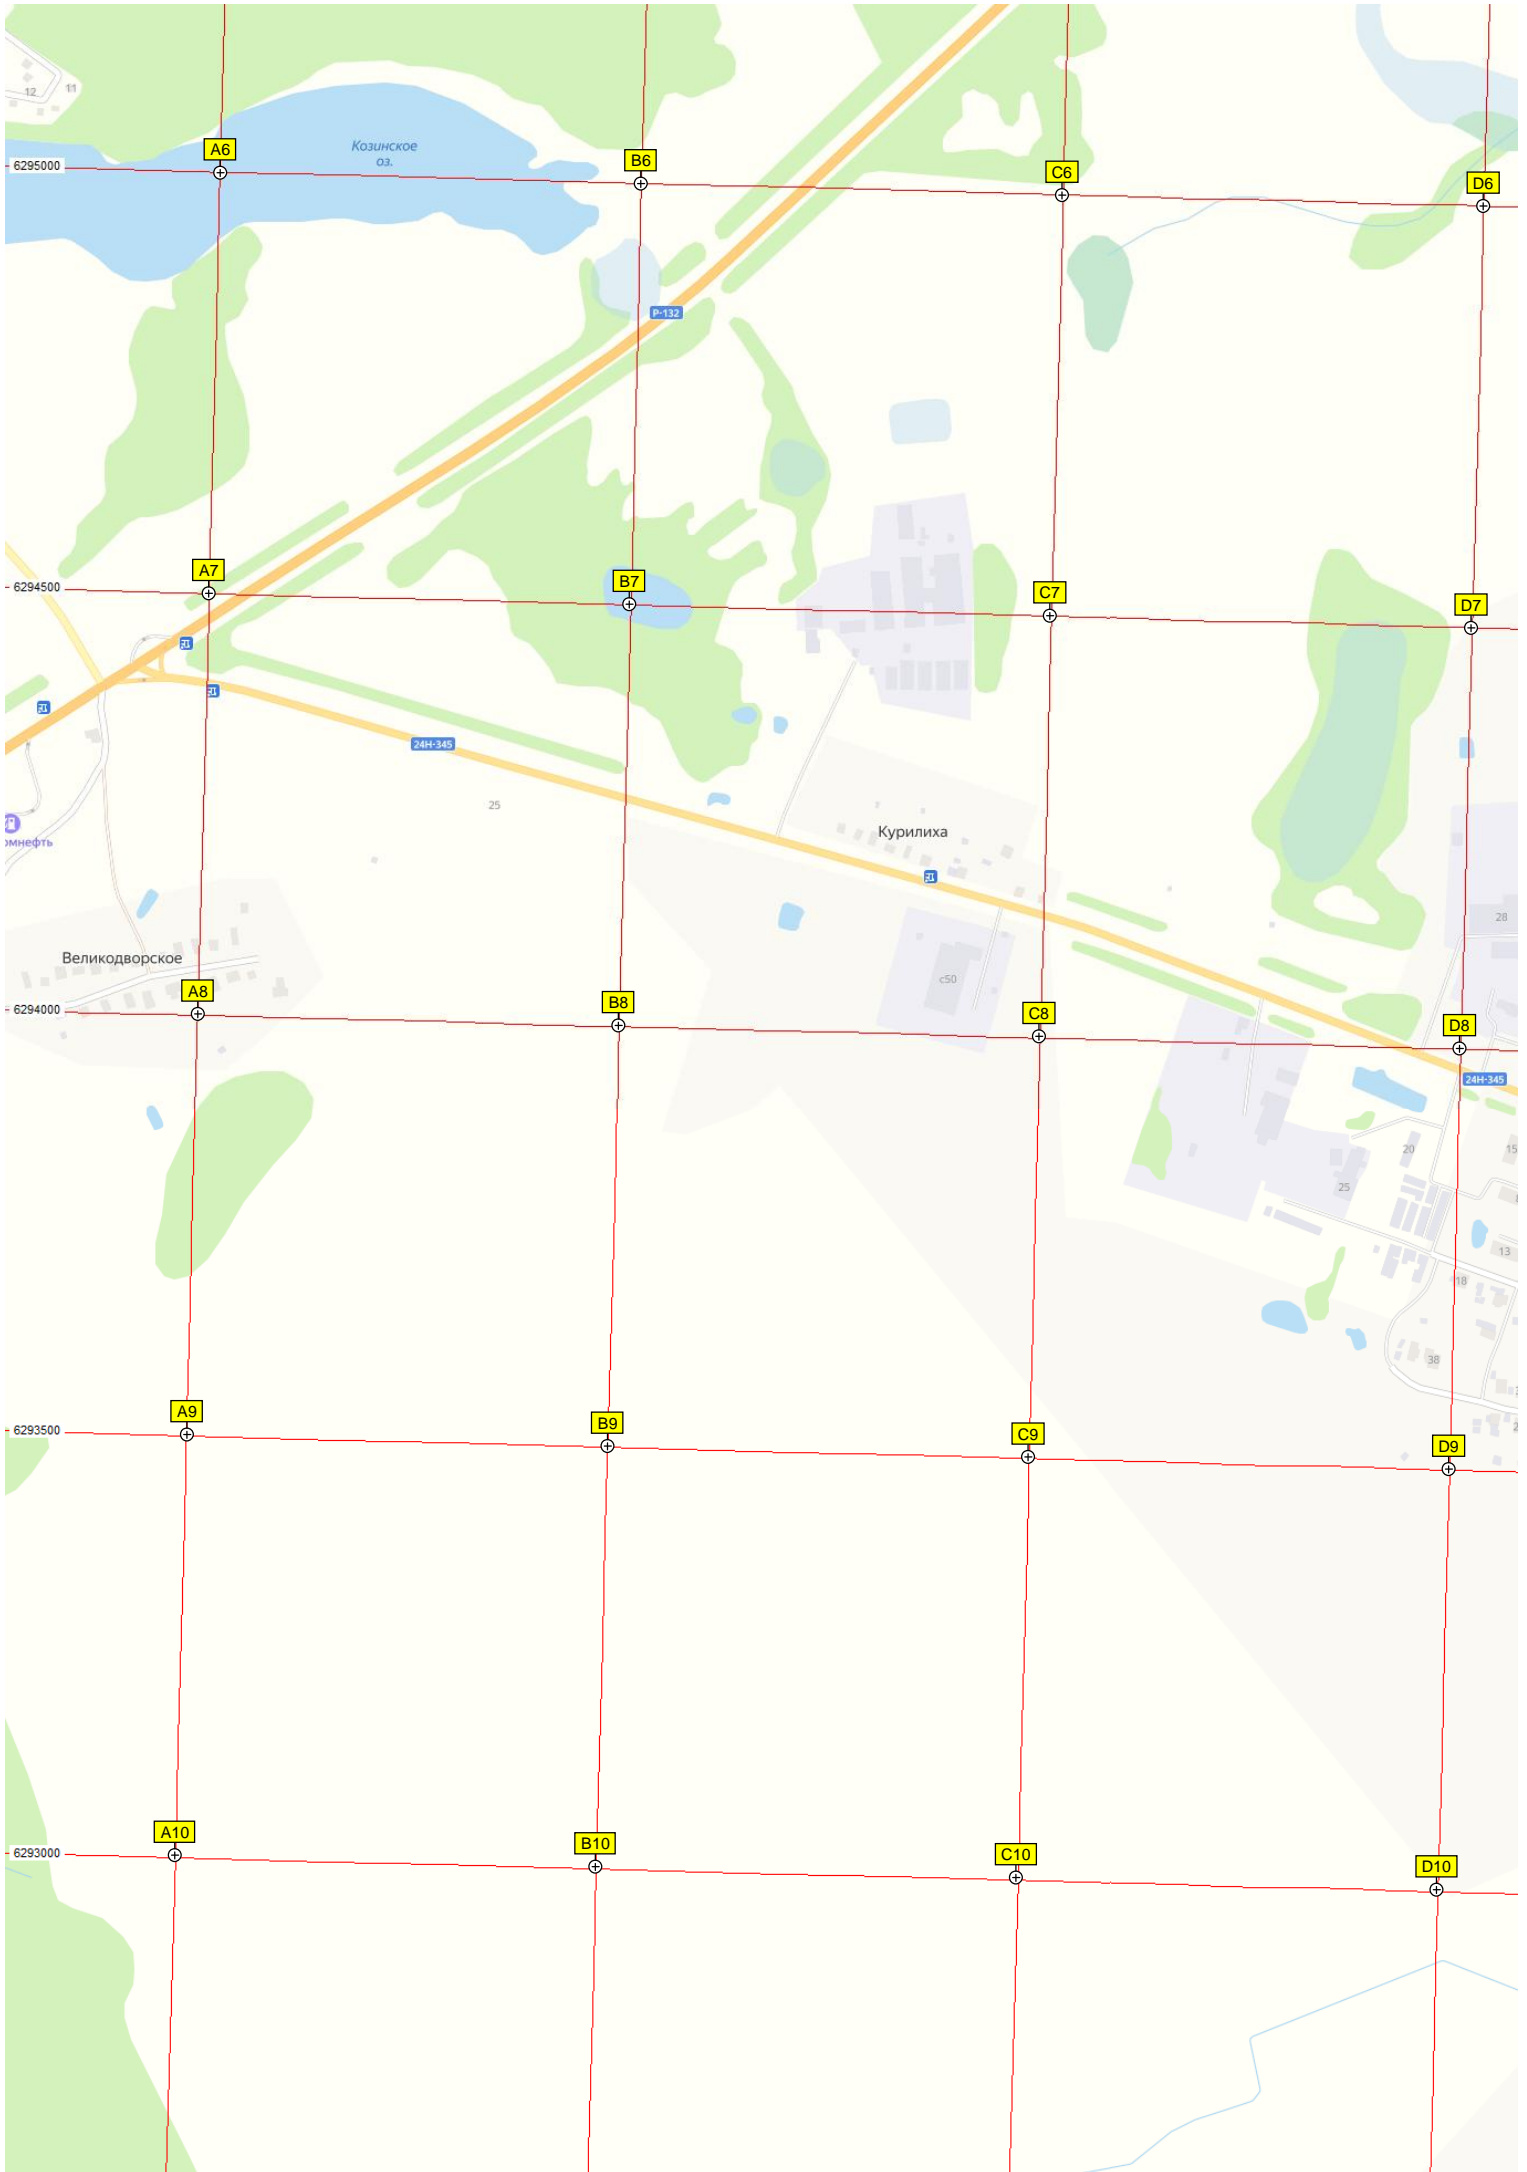 12
11
Козинское
оз.
A6
B6
C6
D6
6295000
P-132
A7
B7
C7
D7
6294500
24Н-345
25
Курилиха
омнефть
28
Великодворское
с50
A8
B8
C8
D8
6294000
24Н-345
20
15
25
13
18
38
A9
B9
C9
D9
6293500
A10
B10
C10
D10
6293000